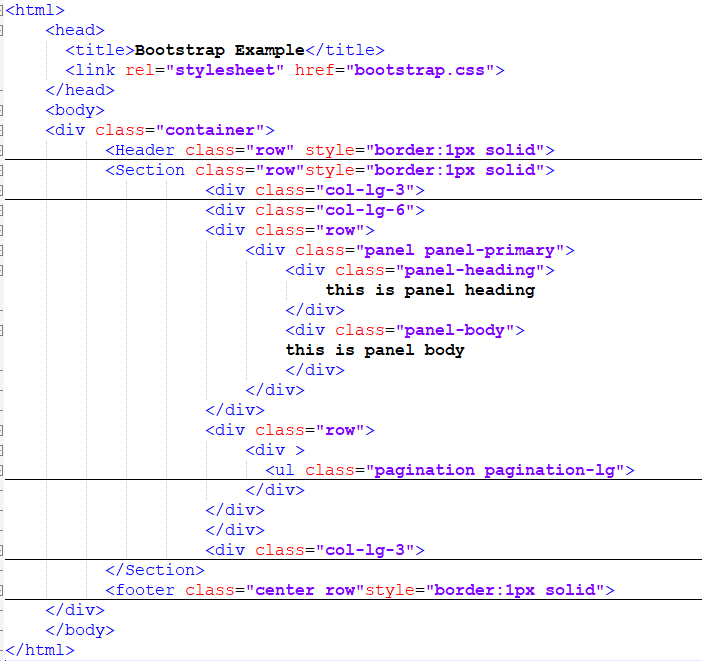 <html>
<head>
<title>Bootstrap Example</title>
<link rel="stylesheet" href="bootstrap.css">
</head>
<body>
<div class="container">
<Header class="row" style="border:1px solid">
<Section class="row"style="border:1px solid">
<div class="col-lg-3">
<div class="col-lg-6">
<div class="row">
<div class="panel panel-primary">
<div class="panel-heading">
this is panel heading
</div>
<div class="panel-body">
this is panel body
</div>
</div>
</div>
<div class="row">
<div >
<ul class="pagination pagination-lg">
</div>
</div>
</div>
<div class="col-lg-3">
</Section>
<footer class="center row"style="border:1px solid">
</div>
</body>
</html>